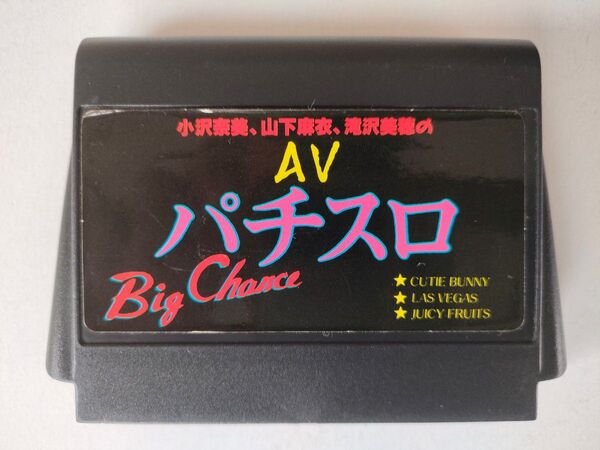 小沢奈美、山下麻衣、滝沢美穂の
AV
パチスロ
Big Chance
★ CUTIE BUNNY
★ LAS VEGAS
★ JUICY FRUITS